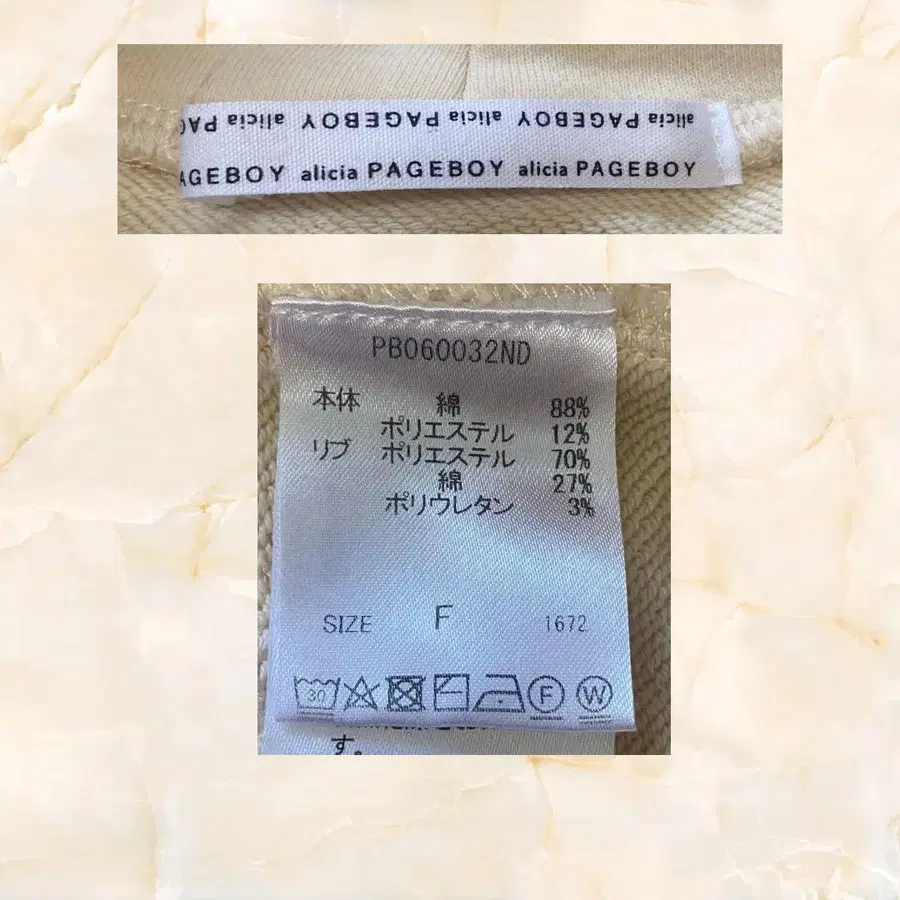 PAGEBOY alicia PAGEBOY alicia PAGEBOY alicia
AGEBOY alicia PAGEBOY alicia PAGEBOY
PB060032ND
本体 綿 88%
ポリエステル 12%
リブ ポリエステル 70%
綿 27%
ポリウレタン 3%
SIZE F 1672
30 F W
す。